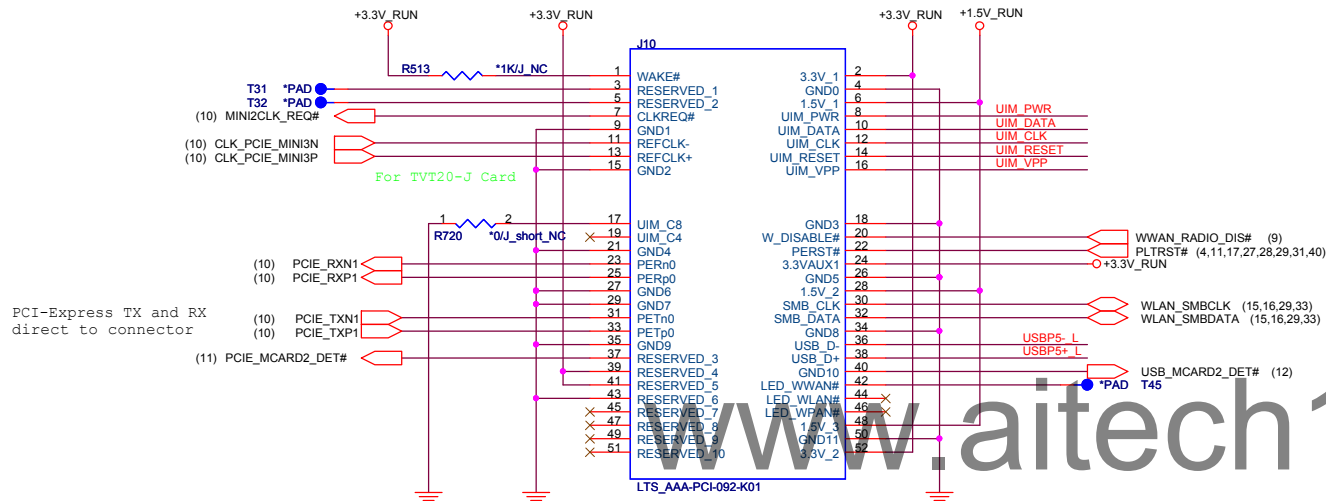 +3.3V_RUN +3.3V_RUN +3.3V_RUN +1.5V_RUN
J10
R513 *1K/J_NC 1 WAKE# 3.3V_1 2
T31 *PAD 3 RESERVED_1 GND0 4
T32 *PAD 5 RESERVED_2 1.5V_1 6
(10) MINI2CLK_REQ# 7 CLKREQ# UIM_PWR 8 UIM_PWR
9 GND1 UIM_DATA 10 UIM_DATA
(10) CLK_PCIE_MINI3N 11 REFCLK- UIM_CLK 12 UIM_CLK
(10) CLK_PCIE_MINI3P 13 REFCLK+ UIM_RESET 14 UIM_RESET
15 GND2 UIM_VPP 16 UIM_VPP
For TVT20-J Card
1 2 17 UIM_C8 GND3 18
R720 *0/J_short_NC 19 UIM_C4 W_DISABLE# 20 WWAN_RADIO_DIS# (9)
21 GND4 PERST# 22 PLTRST# (4,11,17,27,28,29,31,40)
(10) PCIE_RXN1 23 PERn0 3.3VAUX1 24 +3.3V_RUN
(10) PCIE_RXP1 25 PERp0 GND5 26
27 GND6 1.5V_2 28
29 GND7 SMB_CLK 30 WLAN_SMBCLK (15,16,29,33)
PCI-Express TX and RX
direct to connector
(10) PCIE_TXN1 31 PETn0 SMB_DATA 32 WLAN_SMBDATA (15,16,29,33)
(10) PCIE_TXP1 33 PETp0 GND8 34
35 GND9 USB_D- 36 USBP5-_L
(11) PCIE_MCARD2_DET# 37 RESERVED_3 USB_D+ 38 USBP5+_L
39 RESERVED_4 GND10 40 USB_MCARD2_DET# (12)
41 RESERVED_5 LED_WWAN# 42 *PAD T45
43 RESERVED_6 LED_WLAN# 44
45 RESERVED_7 LED_WPAN# 46
47 RESERVED_8 1.5V_3 48
49 RESERVED_9 GND11 50
51 RESERVED_10 3.3V_2 52
LTS_AAA-PCI-092-K01
www.aitech1